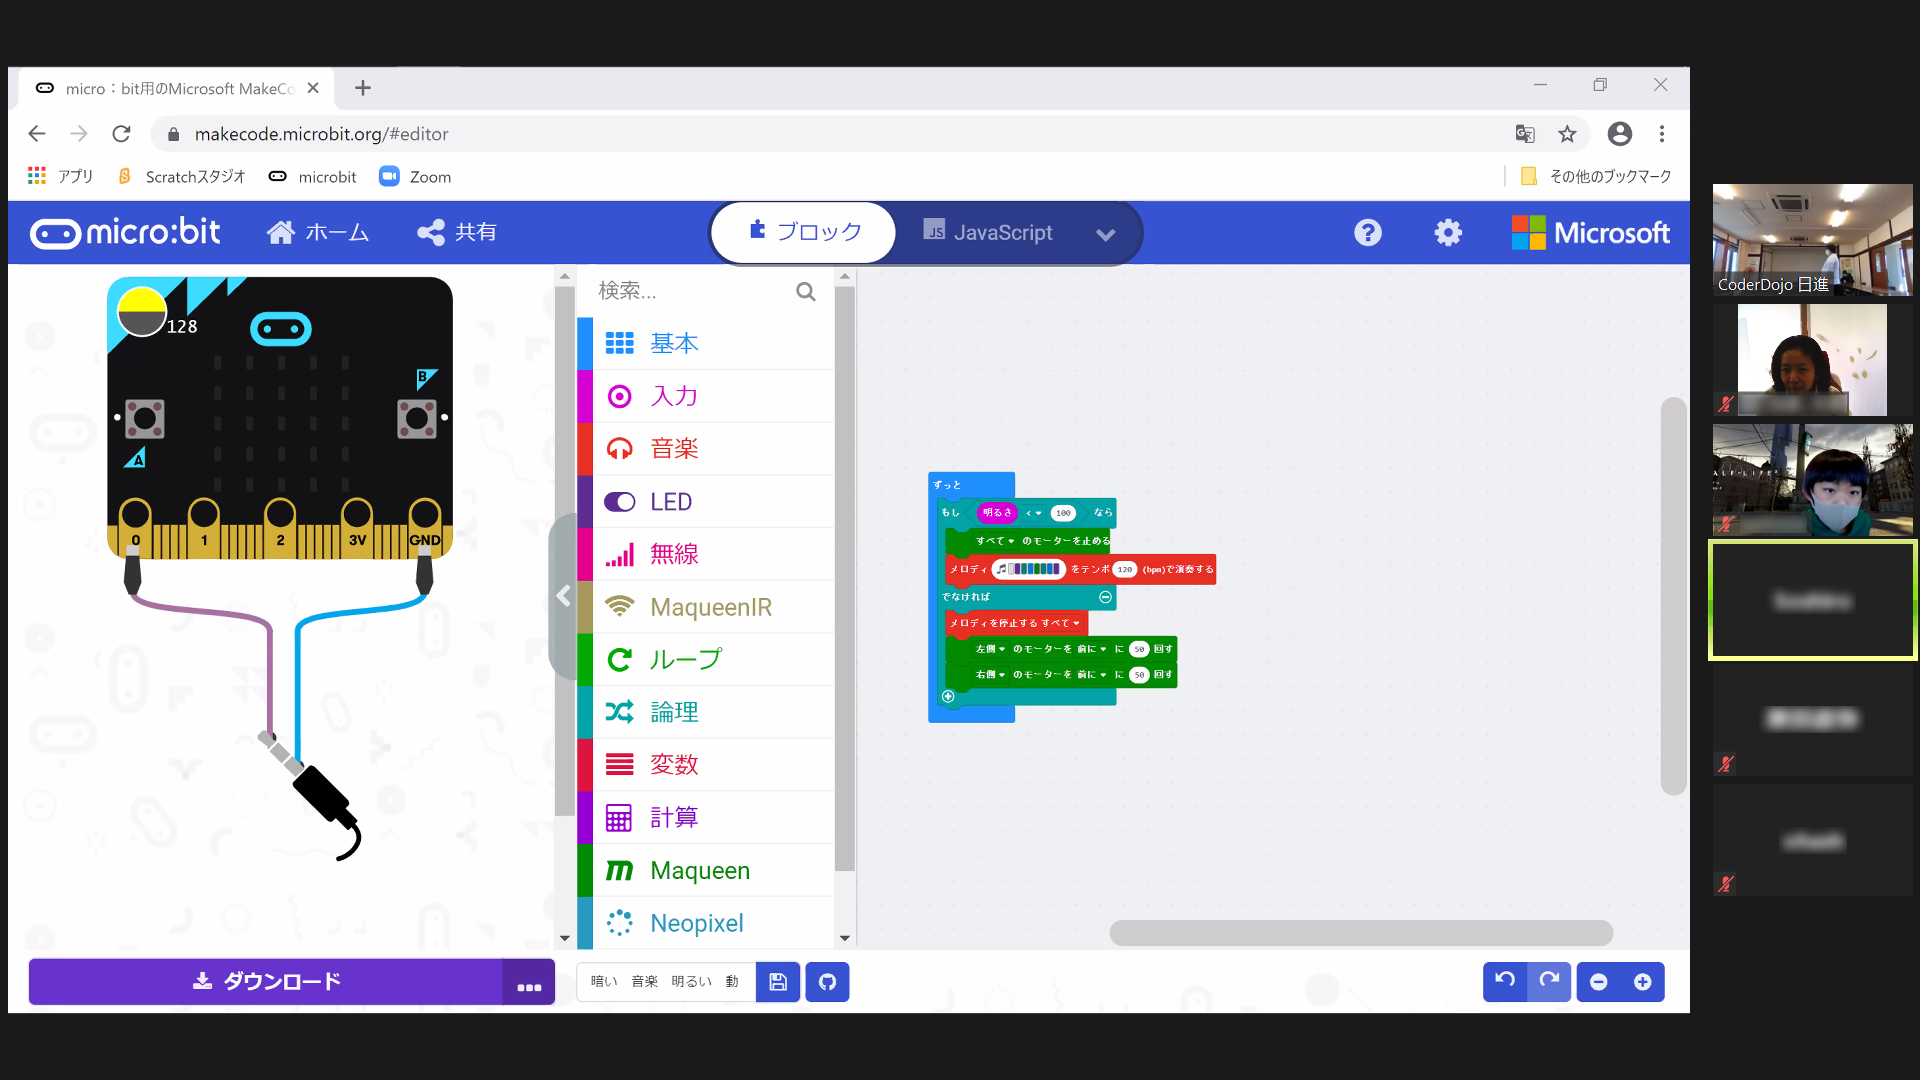 micro：bit用のMicrosoft MakeCo
makecode.microbit.org/#editor
アプリ
Scratchスタジオ
microbit
Zoom
その他のブックマーク
micro:bit
ホーム
共有
ブロック
JS JavaScript
?
Microsoft
128
B
A
0 1 2 3V GND
検索...
基本
入力
音楽
LED
無線
MaqueenIR
ループ
論理
変数
計算
Maqueen
Neopixel
ずっと
もし 明るさ < 100 なら
すべて のモーターを止める
メロディ をテンポ 120 (bpm)で演奏する
でなければ
メロディを停止する すべて
左側 のモーターを 前に に 50 回す
右側 のモーターを 前に に 50 回す
ダウンロード
...
暗い 音楽 明るい 動
CoderDojo 日進